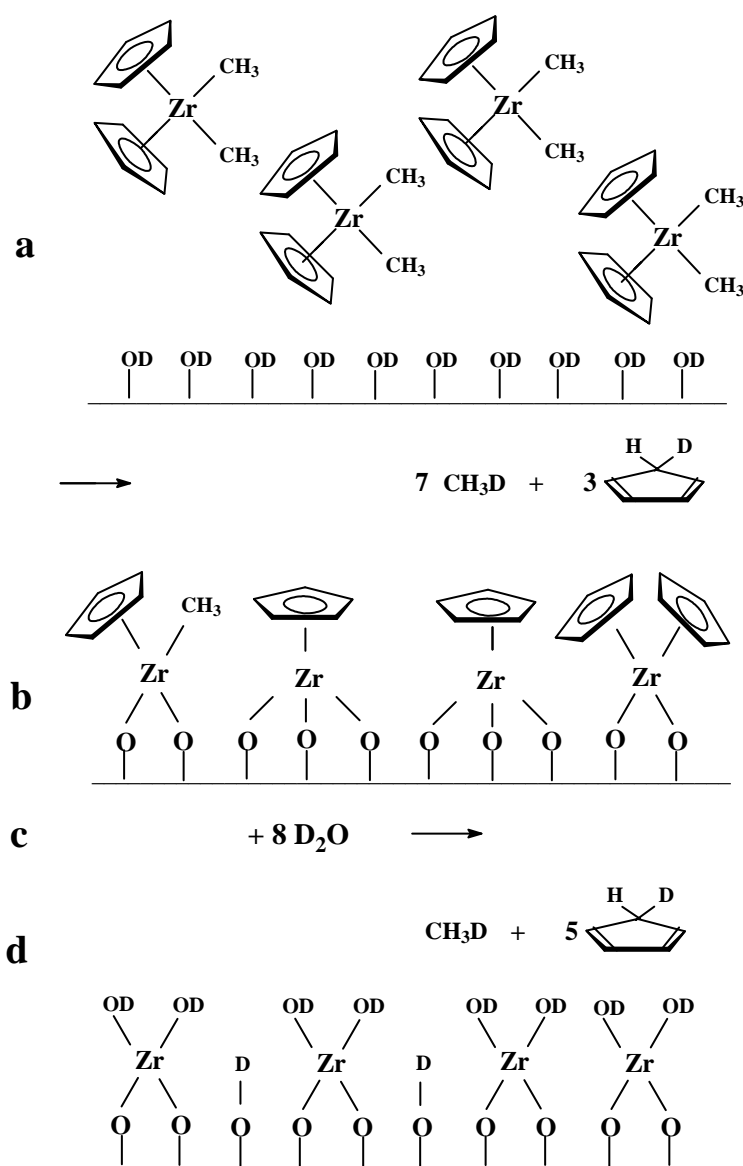 CH3 CH3
Zr Zr
CH3 CH3
CH3 CH3
Zr Zr
a
CH3 CH3
OD OD OD OD OD OD OD OD OD OD
H D
7 CH3D + 3
CH3
Zr Zr Zr Zr
b
O O O O O O O O O O
c + 8 D2O
H D
CH3D + 5
d
OD OD OD OD OD OD OD OD
Zr D Zr D Zr Zr
O O O O O O O O O O